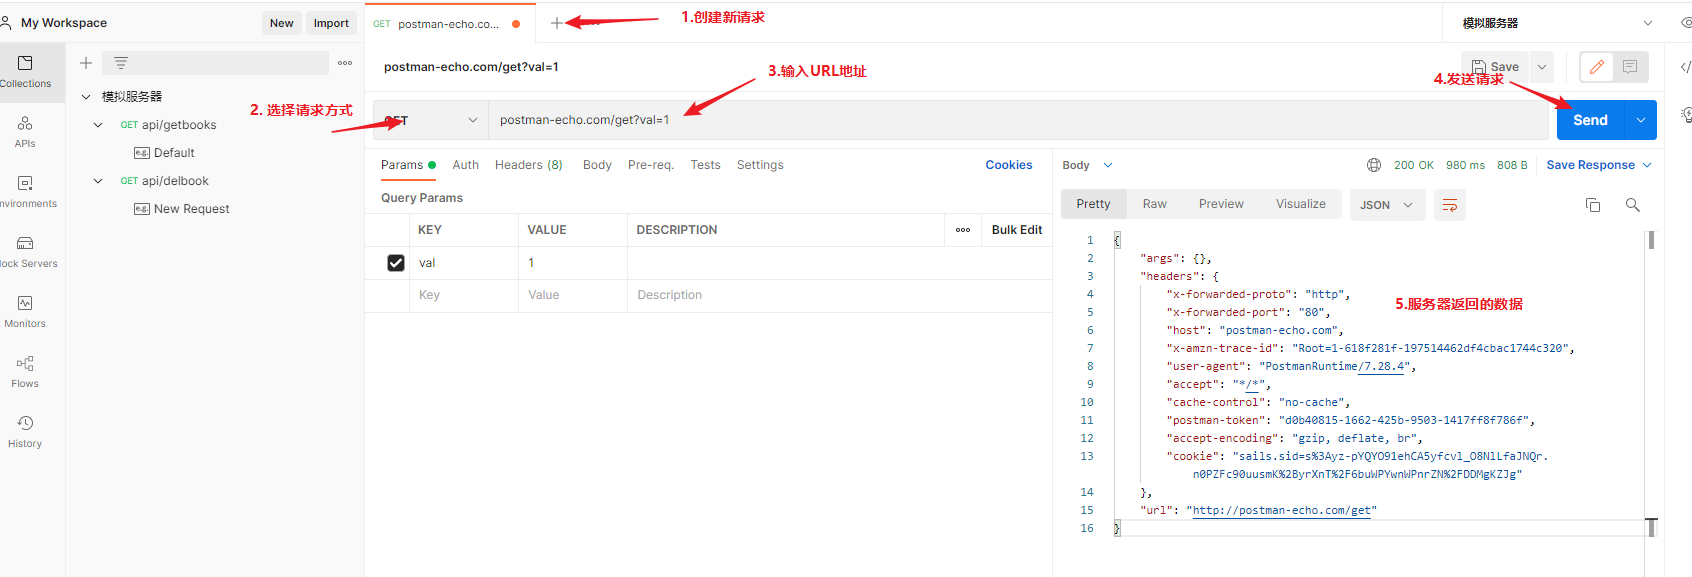 My Workspace
New
Import
GET postman-echo.co...
1.创建新请求
模拟服务器
postman-echo.com/get?val=1
Save
3.输入URL地址
4.发送请求
Collections
模拟服务器
GET api/getbooks
e.g. Default
GET api/delbook
e.g. New Request
APIs
nvironments
lock Servers
Monitors
Flows
History
2. 选择请求方式
GET
postman-echo.com/get?val=1
Send
Params
Auth
Headers (8)
Body
Pre-req.
Tests
Settings
Cookies
Query Params
KEY
VALUE
DESCRIPTION
Bulk Edit
val
1
Key
Value
Description
Body
200 OK
980 ms
808 B
Save Response
Pretty
Raw
Preview
Visualize
JSON
5.服务器返回的数据
1 {
2 "args": {},
3 "headers": {
4 "x-forwarded-proto": "http",
5 "x-forwarded-port": "80",
6 "host": "postman-echo.com",
7 "x-amzn-trace-id": "Root=1-618f281f-197514462df4cbac1744c320",
8 "user-agent": "PostmanRuntime/7.28.4",
9 "accept": "*/*",
10 "cache-control": "no-cache",
11 "postman-token": "d0b40815-1662-425b-9503-1417ff8f786f",
12 "accept-encoding": "gzip, deflate, br",
13 "cookie": "sails.sid=s%3Ayz-pYQYO91ehCA5yfcvl_O8NlLfaJNQr.
n0PZFc90uusmK%2ByrXnT%2F6buWPYwnWPnrZN%2FDDMgKZJg"
14 },
15 "url": "http://postman-echo.com/get"
16 }